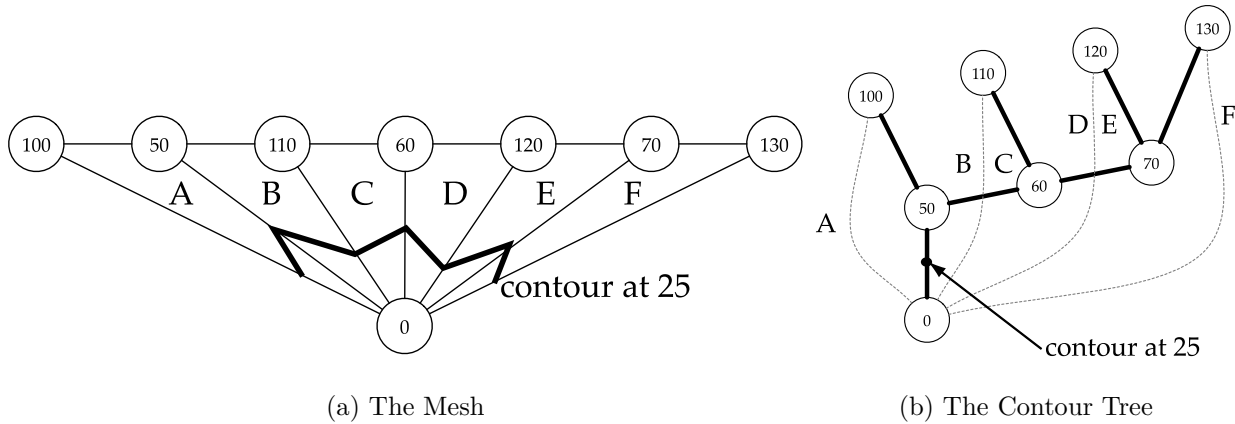 100 50 110 60 120 70 130
A B C D E F
contour at 25
0
(a) The Mesh
130
120
110
100
D E F
B C
70
60
50
A
0
contour at 25
(b) The Contour Tree